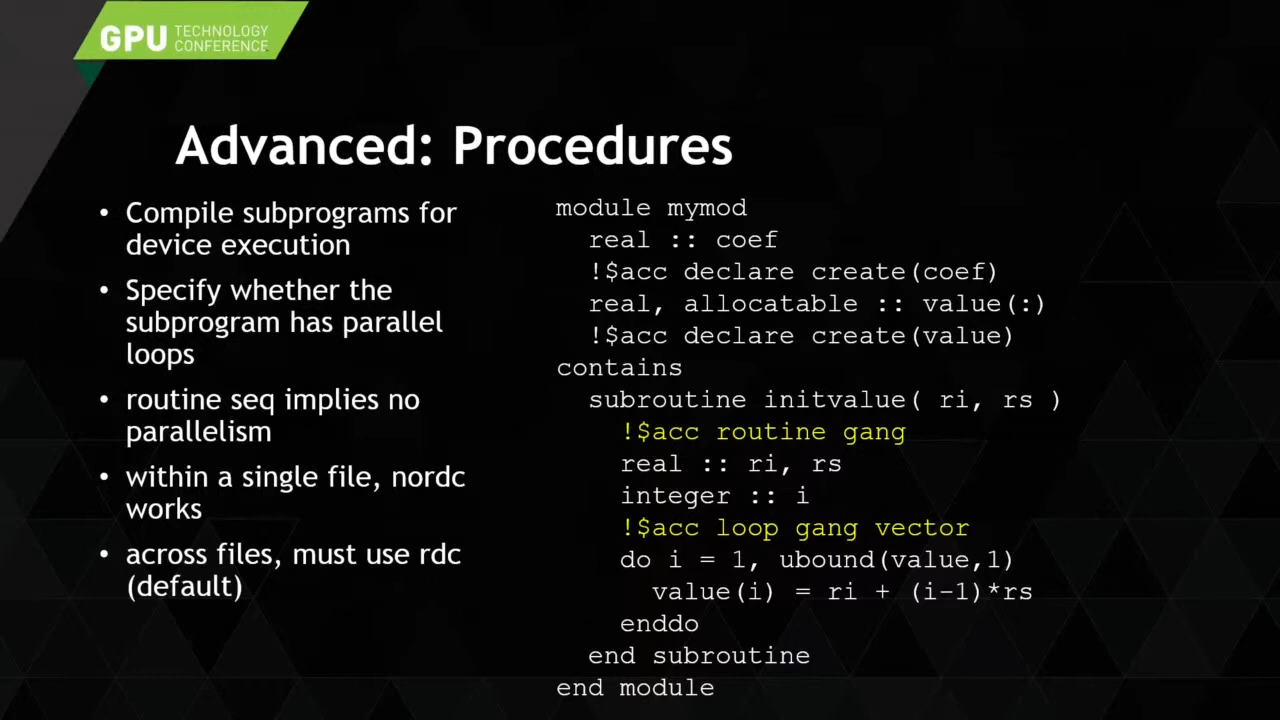 GPU TECHNOLOGY
CONFERENCE
Advanced: Procedures
• Compile subprograms for
device execution
• Specify whether the
subprogram has parallel
loops
• routine seq implies no
parallelism
• within a single file, nordc
works
• across files, must use rdc
(default)
module mymod
real :: coef
!$acc declare create(coef)
real, allocatable :: value(:)
!$acc declare create(value)
contains
subroutine initvalue( ri, rs )
!$acc routine gang
real :: ri, rs
integer :: i
!$acc loop gang vector
do i = 1, ubound(value,1)
value(i) = ri + (i-1)*rs
enddo
end subroutine
end module